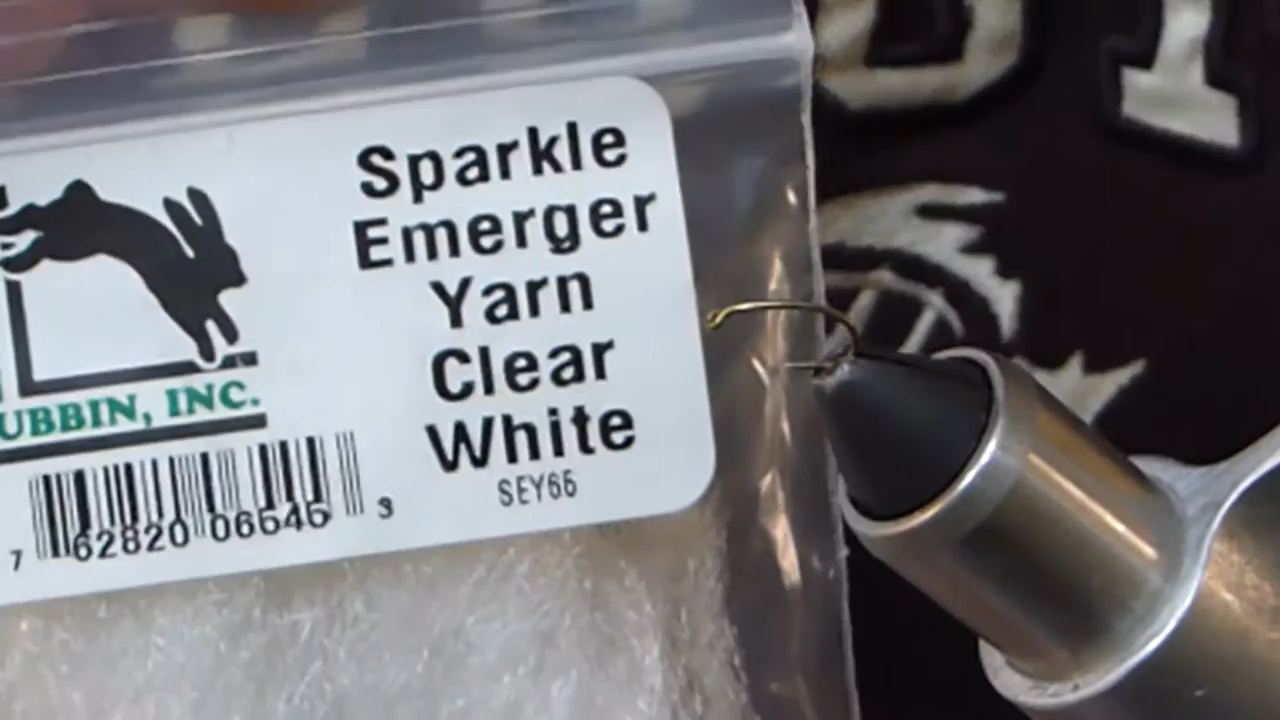 Sparkle
Emerger
Yarn
Clear
White
SEY66
UBBIN, INC.
7 62820 06646 3